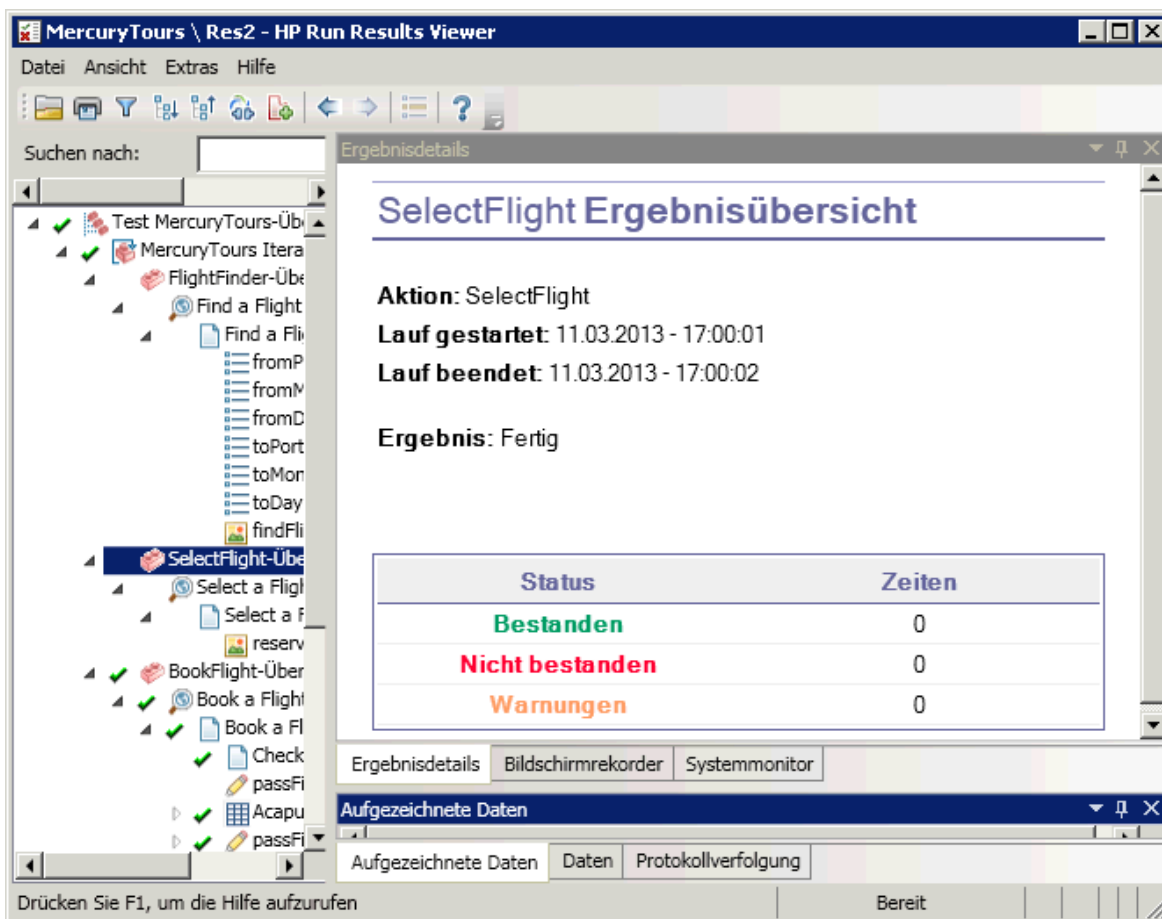 MercuryTours \ Res2 - HP Run Results Viewer
Datei Ansicht Extras Hilfe
Suchen nach:
Test MercuryTours-Üb
MercuryTours Itera
FlightFinder-Übe
Find a Flight
Find a Fli
fromP
fromM
fromD
toPort
toMon
toDay
findFli
SelectFlight-Übe
Select a Fligh
Select a F
reserv
BookFlight-Über
Book a Flight
Book a Fl
Check
passFi
Acapu
passFi
Ergebnisdetails
SelectFlight Ergebnisübersicht
Aktion: SelectFlight
Lauf gestartet: 11.03.2013 - 17:00:01
Lauf beendet: 11.03.2013 - 17:00:02
Ergebnis: Fertig
Status Zeiten
Bestanden 0
Nicht bestanden 0
Warnungen 0
Ergebnisdetails Bildschirmrekorder Systemmonitor
Aufgezeichnete Daten
Aufgezeichnete Daten Daten Protokollverfolgung
Drücken Sie F1, um die Hilfe aufzurufen Bereit